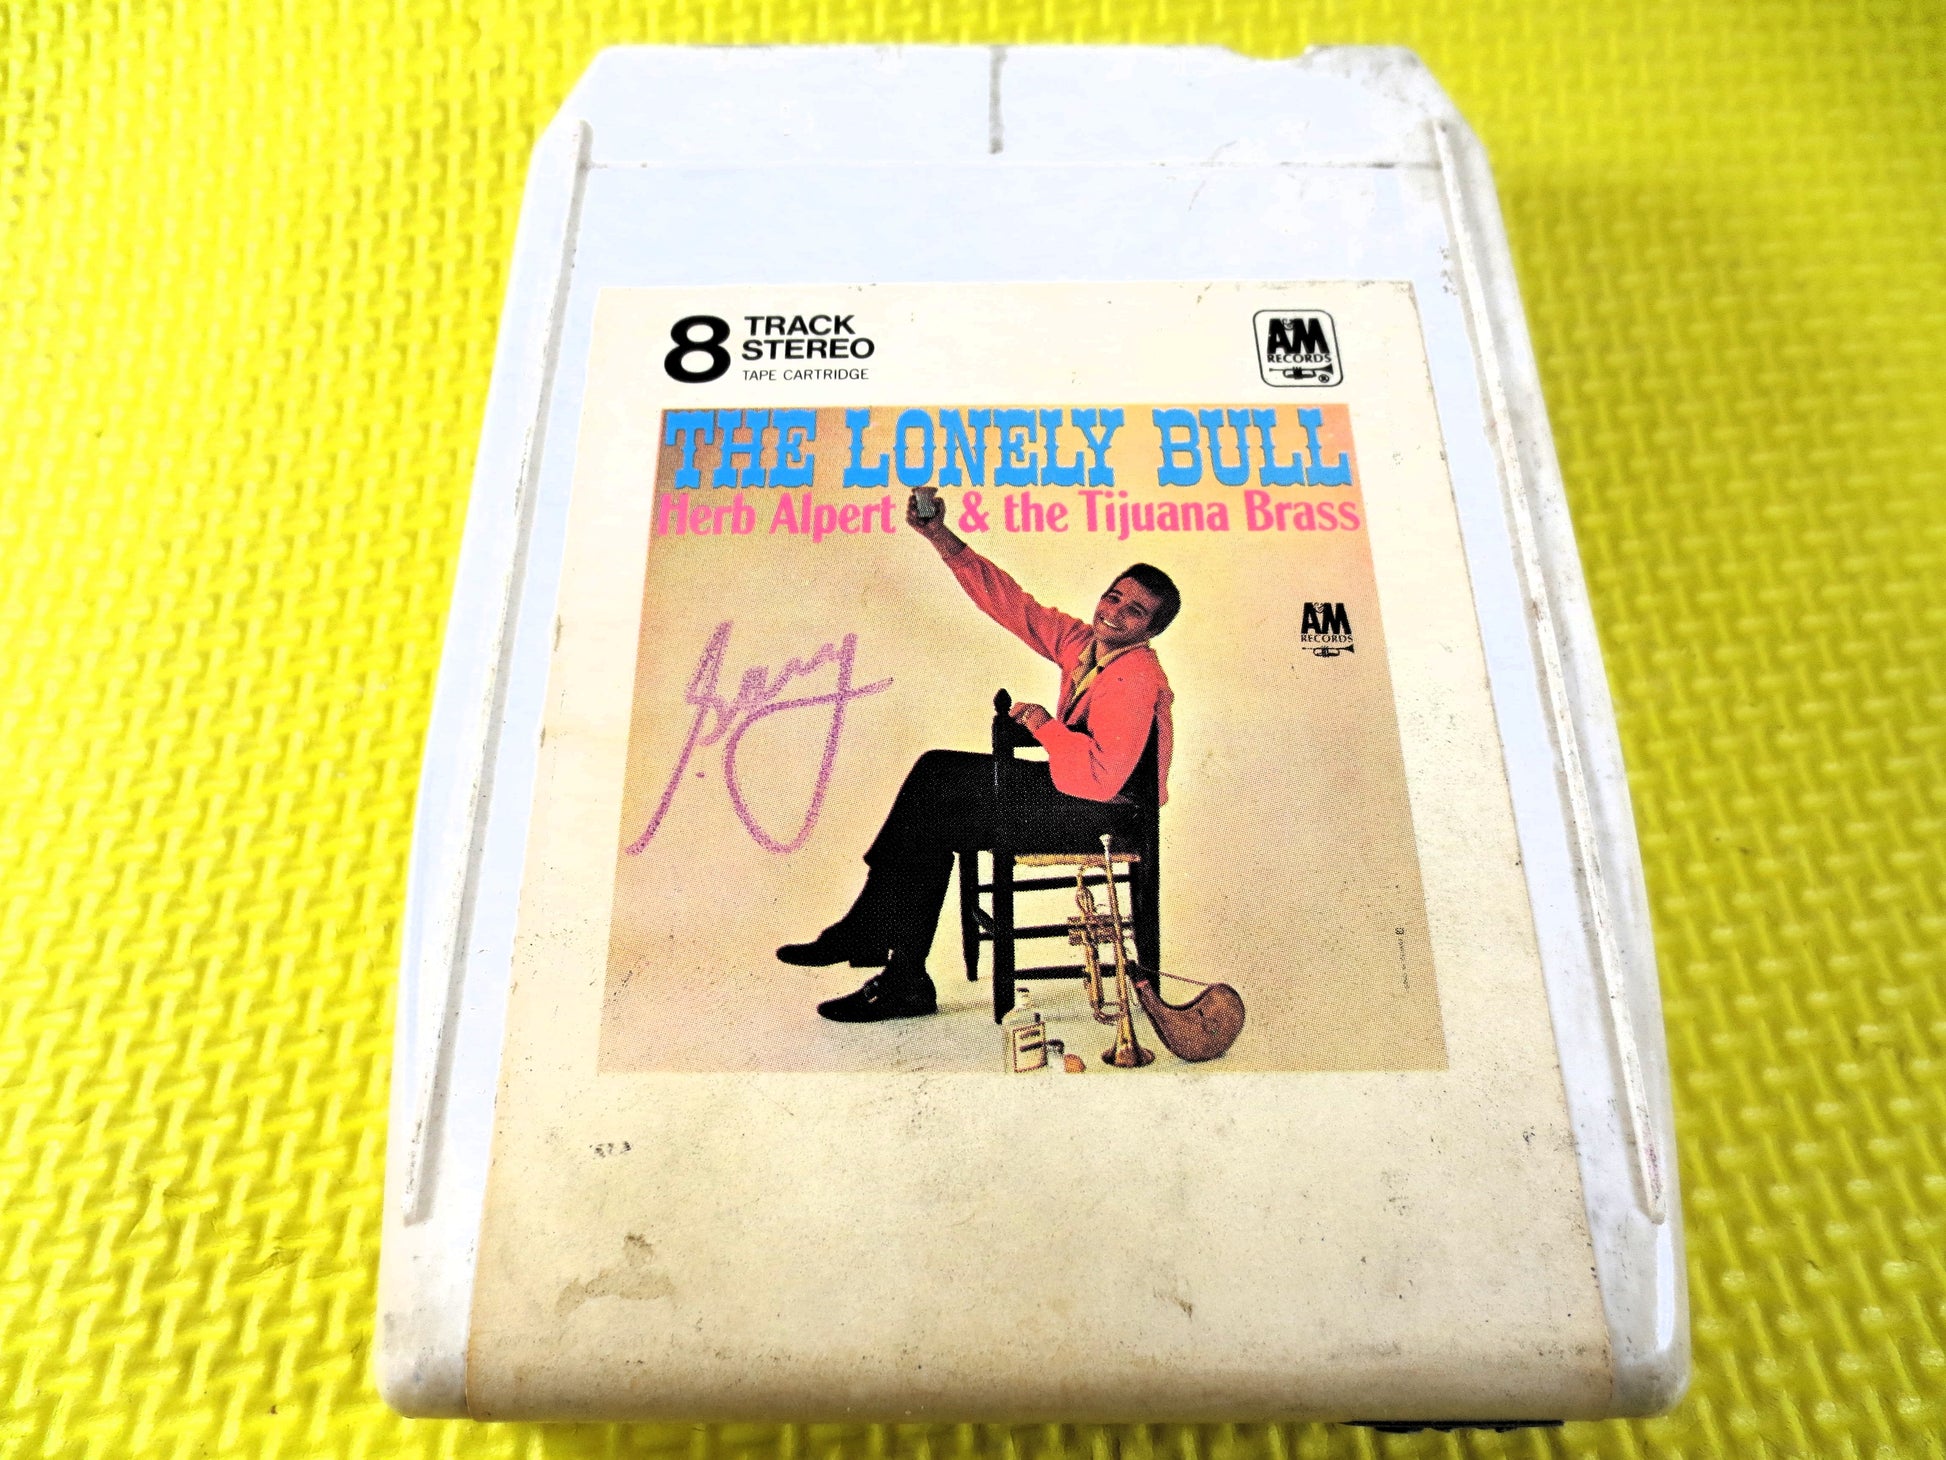 8 TRACK
STEREO
TAPE CARTRIDGE
A&M
RECORDS
®
THE LONELY BULL
Herb Alpert & the Tijuana Brass
A&M
RECORDS